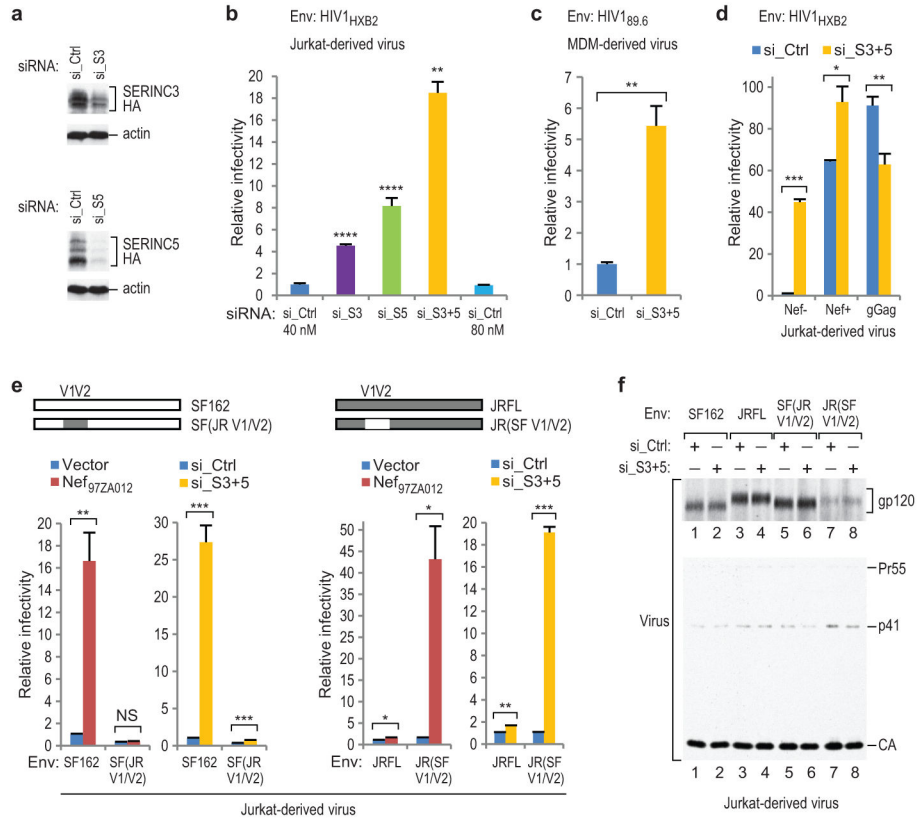 a
siRNA:
si_Ctrl
si_S3
SERINC3
HA
actin
siRNA:
si_Ctrl
si_S5
SERINC5
HA
actin
b
Env: HIV1HXB2
Jurkat-derived virus
Relative infectivity
20
18
16
14
12
10
8
6
4
2
0
****
****
**
siRNA:
si_Ctrl si_S3 si_S5 si_S3+5 si_Ctrl
40 nM 80 nM
c
Env: HIV189.6
MDM-derived virus
Relative infectivity
7
6
5
4
3
2
1
0
**
si_Ctrl si_S3+5
d
Env: HIV1HXB2
si_Ctrl si_S3+5
Relative infectivity
120
100
80
60
40
20
0
***
*
**
Nef- Nef+ gGag
Jurkat-derived virus
e
V1V2
SF162
SF(JR V1/V2)
V1V2
JRFL
JR(SF V1/V2)
Vector
Nef97ZA012
Relative infectivity
20
18
16
14
12
10
8
6
4
2
0
**
NS
Env: SF162 SF(JR
V1/V2)
si_Ctrl
si_S3+5
35
30
25
20
15
10
5
0
***
***
SF162 SF(JR
V1/V2)
Vector
Nef97ZA012
Relative infectivity
50
45
40
35
30
25
20
15
10
5
0
*
*
Env: JRFL JR(SF
V1/V2)
si_Ctrl
si_S3+5
20
18
16
14
12
10
8
6
4
2
0
**
***
JRFL JR(SF
V1/V2)
Jurkat-derived virus
f
Env: SF162 JRFL SF(JR V1/V2) JR(SF V1/V2)
si_Ctrl: + – + – + – + –
si_S3+5: – + – + – + – +
gp120
1 2 3 4 5 6 7 8
Virus
Pr55
p41
CA
1 2 3 4 5 6 7 8
Jurkat-derived virus